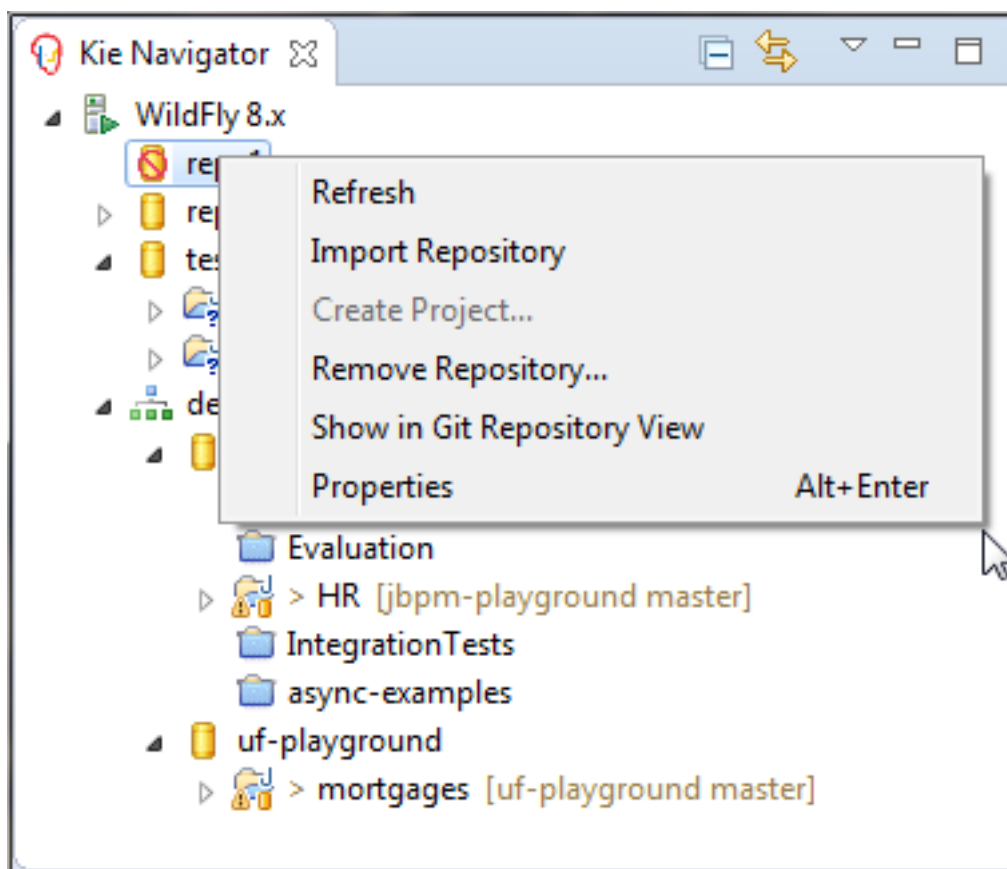 Kie Navigator
WildFly 8.x
Refresh
Import Repository
Create Project...
Remove Repository...
Show in Git Repository View
Properties Alt+Enter
Evaluation
> HR [jbpm-playground master]
IntegrationTests
async-examples
uf-playground
> mortgages [uf-playground master]